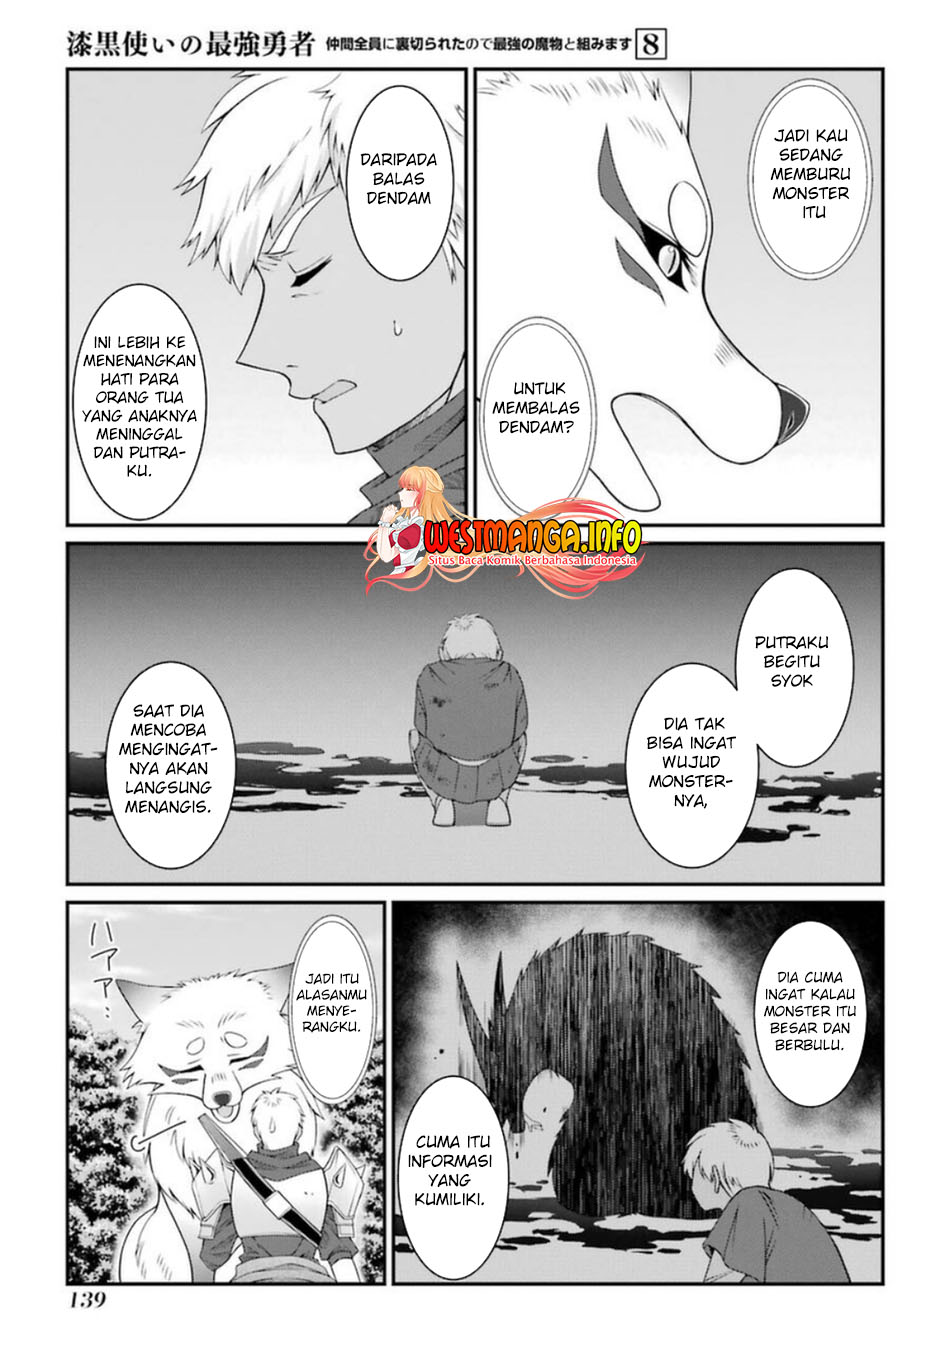 漆黒使いの最強勇者 仲間全員に裏切られたので最強の魔物と組みます 8
JADI KAU
SEDANG
MEMBURU
MONSTER
ITU
UNTUK
MEMBALAS
DENDAM?
DARIPADA
BALAS
DENDAM
INI LEBIH KE
MENENANGKAN
HATI PARA
ORANG TUA
YANG ANAKNYA
MENINGGAL
DAN PUTRA-
KU.
WESTMANGA.INFO
Situs Baca Komik Berbahasa Indonesia
PUTRAKU
BEGITU
SYOK
DIA TAK
BISA INGAT
WUJUD
MONSTER-
NYA,
SAAT DIA
MENCOBA
MENGINGAT-
NYA AKAN
LANGSUNG
MENANGIS.
DIA CUMA
INGAT KALAU
MONSTER ITU
BESAR DAN
BERBULU.
CUMA ITU
INFORMASI
YANG
KUMILIKI.
JADI ITU
ALASANMU
MENYE-
RANGKU.
ハァァ…
139